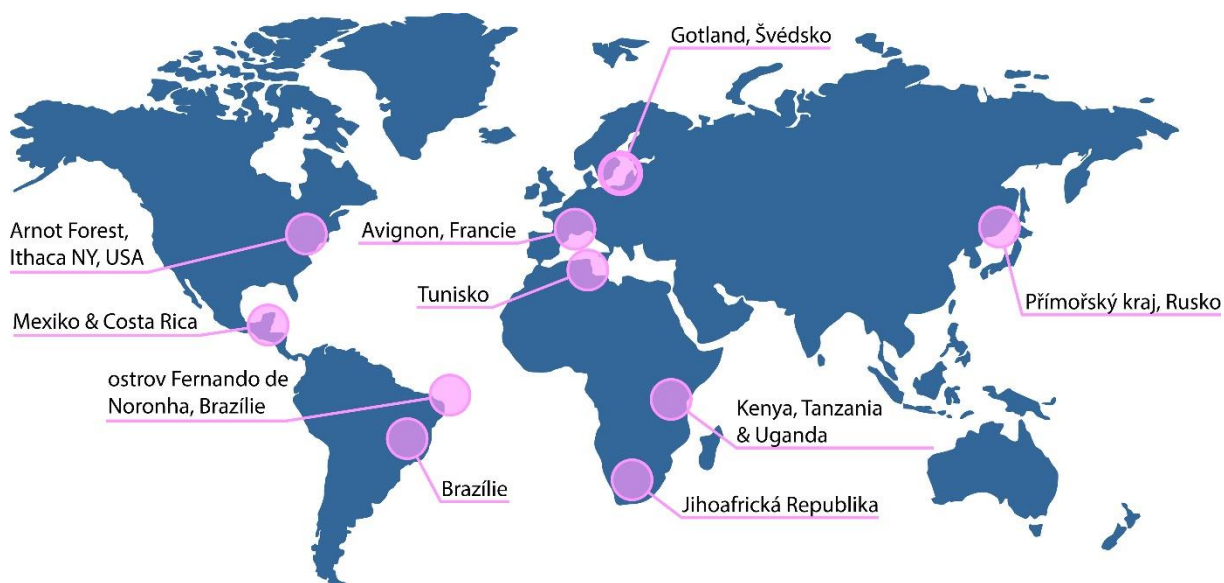 Gotland, Švédsko
Arnot Forest,
Ithaca NY, USA
Avignon, Francie
Tunisko
Přímořský kraj, Rusko
Mexiko & Costa Rica
ostrov Fernando de
Noronha, Brazílie
Kenya, Tanzania
& Uganda
Brazílie
Jihoafrická Republika